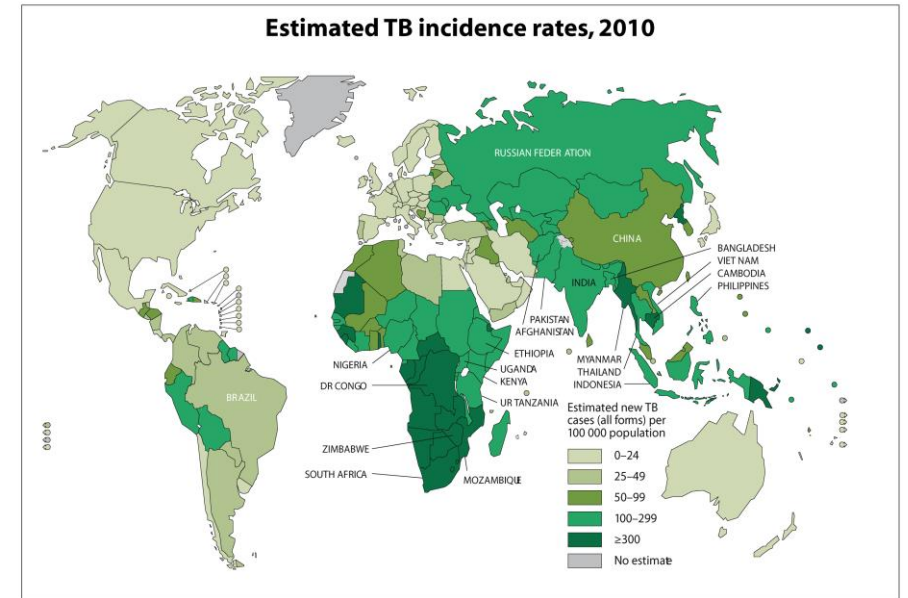 Estimated TB incidence rates, 2010
RUSSIAN FEDER ATION
CHINA
BANGLADESH
VIET NAM
CAMBODIA
PHILIPPINES
INDIA
PAKISTAN
AFGHANISTAN
ETHIOPIA
NIGERIA
UGANDA
KENYA
DR CONGO
UR TANZANIA
MYANMAR
THAILAND
INDONESIA
BRAZIL
ZIMBABWE
SOUTH AFRICA
MOZAMBIQUE
Estimated new TB
cases (all forms) per
100 000 population
0–24
25–49
50–99
100–299
≥300
No estimate